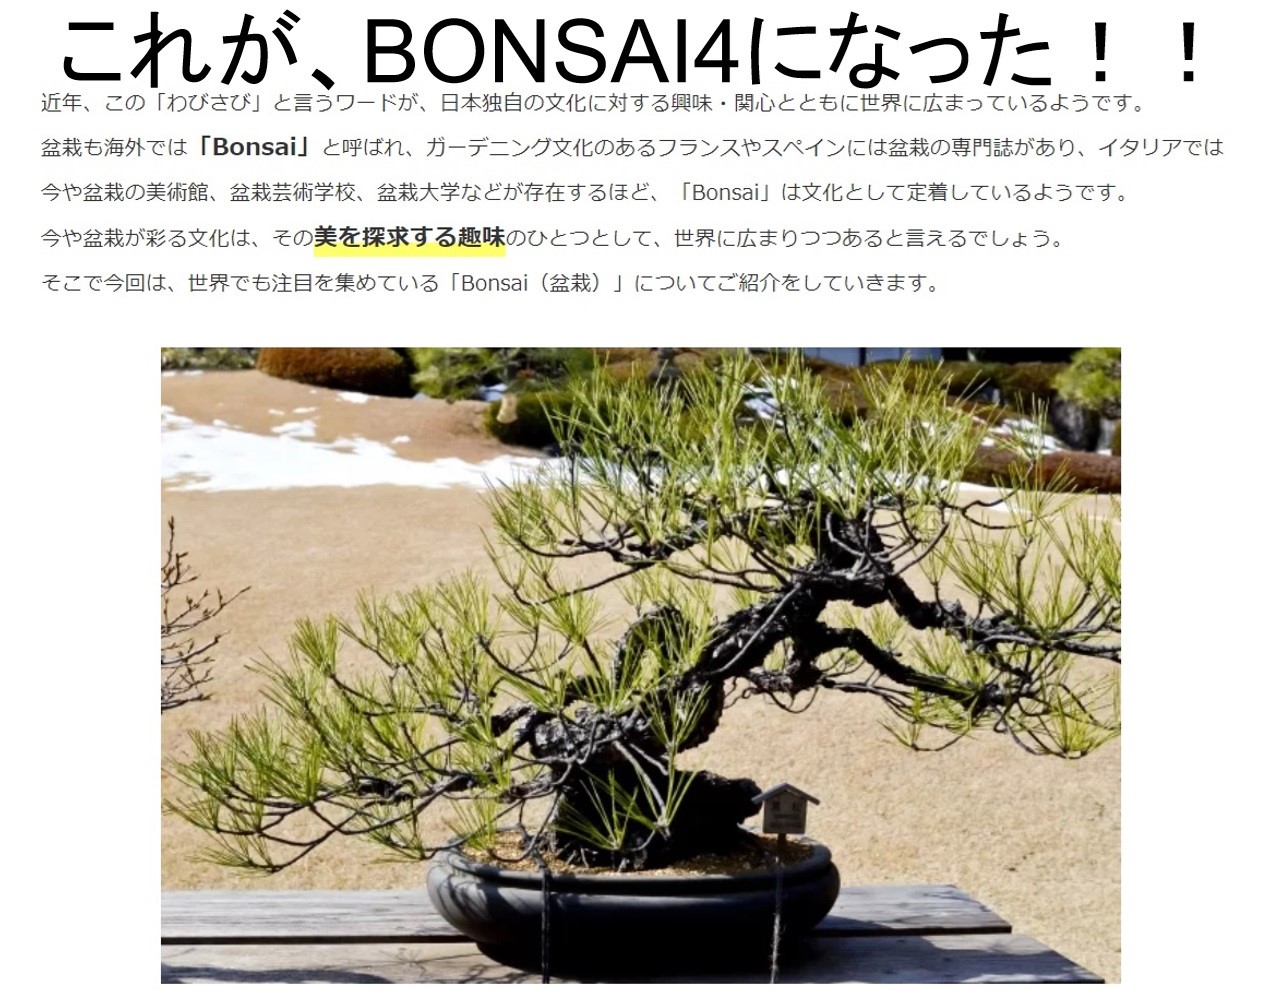 これが、BONSAI4になった！！
近年、この「わびさび」と言うワードが、日本独自の文化に対する興味・関心とともに世界に広まっているようです。
盆栽も海外では「Bonsai」と呼ばれ、ガーデニング文化のあるフランスやスペインには盆栽の専門誌があり、イタリアでは
今や盆栽の美術館、盆栽芸術学校、盆栽大学などが存在するほど、「Bonsai」は文化として定着しているようです。
今や盆栽が彩る文化は、その美を探求する趣味のひとつとして、世界に広まりつつあると言えるでしょう。
そこで今回は、世界でも注目を集めている「Bonsai（盆栽）」についてご紹介をしていきます。